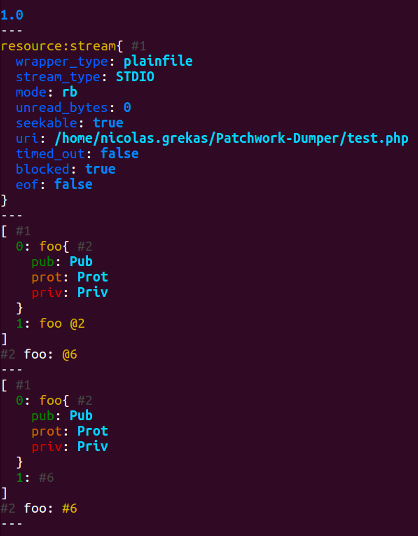 1.0
---
resource:stream{ #1
  wrapper_type: plainfile
  stream_type: STDIO
  mode: rb
  unread_bytes: 0
  seekable: true
  uri: /home/nicolas.grekas/Patchwork-Dumper/test.php
  timed_out: false
  blocked: true
  eof: false
}
---
[ #1
  0: foo{ #2
    pub: Pub
    prot: Prot
    priv: Priv
  }
  1: foo @2
]
#2 foo: @6
---
[ #1
  0: foo{ #2
    pub: Pub
    prot: Prot
    priv: Priv
  }
  1: #6
]
#2 foo: #6
---